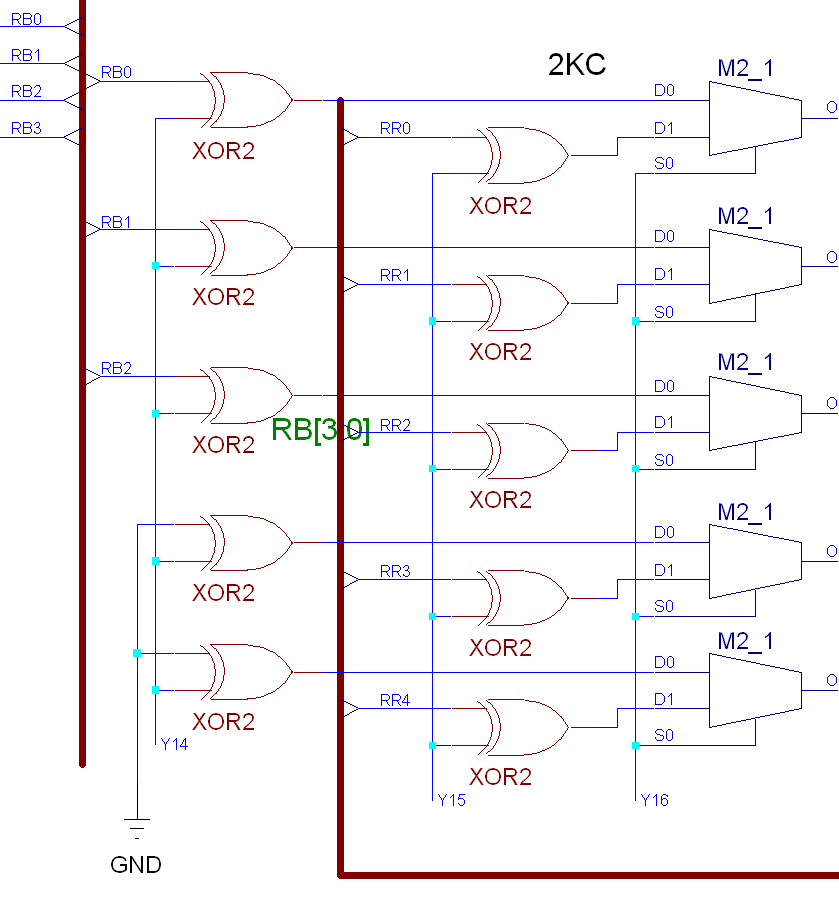 RB0
RB1
RB2
RB3
RB0
XOR2
2KC
M2_1
D0
D1
S0
O
RR0
XOR2
RB1
XOR2
M2_1
D0
D1
S0
O
RR1
XOR2
RB2
XOR2
RB[3:0]
M2_1
D0
D1
S0
O
RR2
XOR2
XOR2
M2_1
D0
D1
S0
O
RR3
XOR2
XOR2
M2_1
D0
D1
S0
O
RR4
XOR2
Y14
Y15
Y16
GND